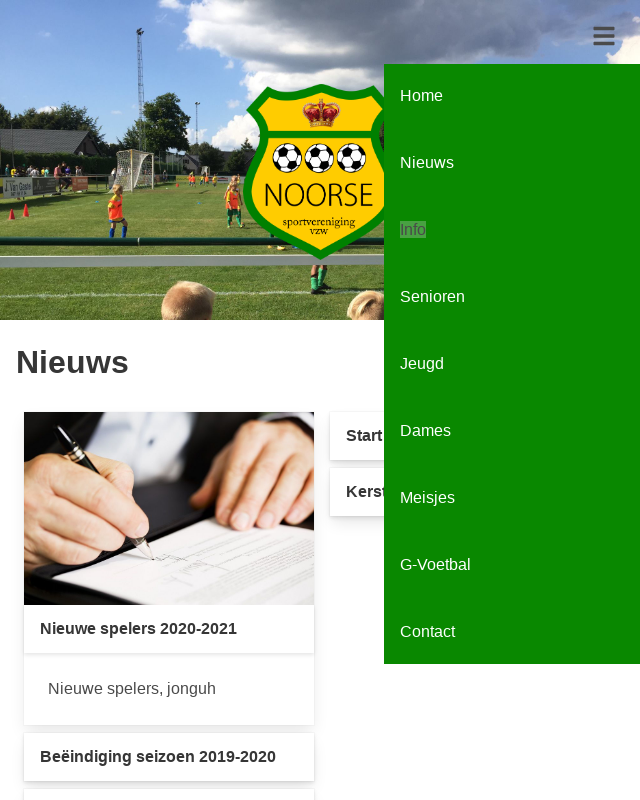 NOORSE
sportvereniging
vzw
Home
Nieuws
Info
Senioren
Jeugd
Dames
Meisjes
G-Voetbal
Contact
Nieuws
Nieuwe spelers 2020-2021
Nieuwe spelers, jonguh
Beëindiging seizoen 2019-2020
Start
Kerst